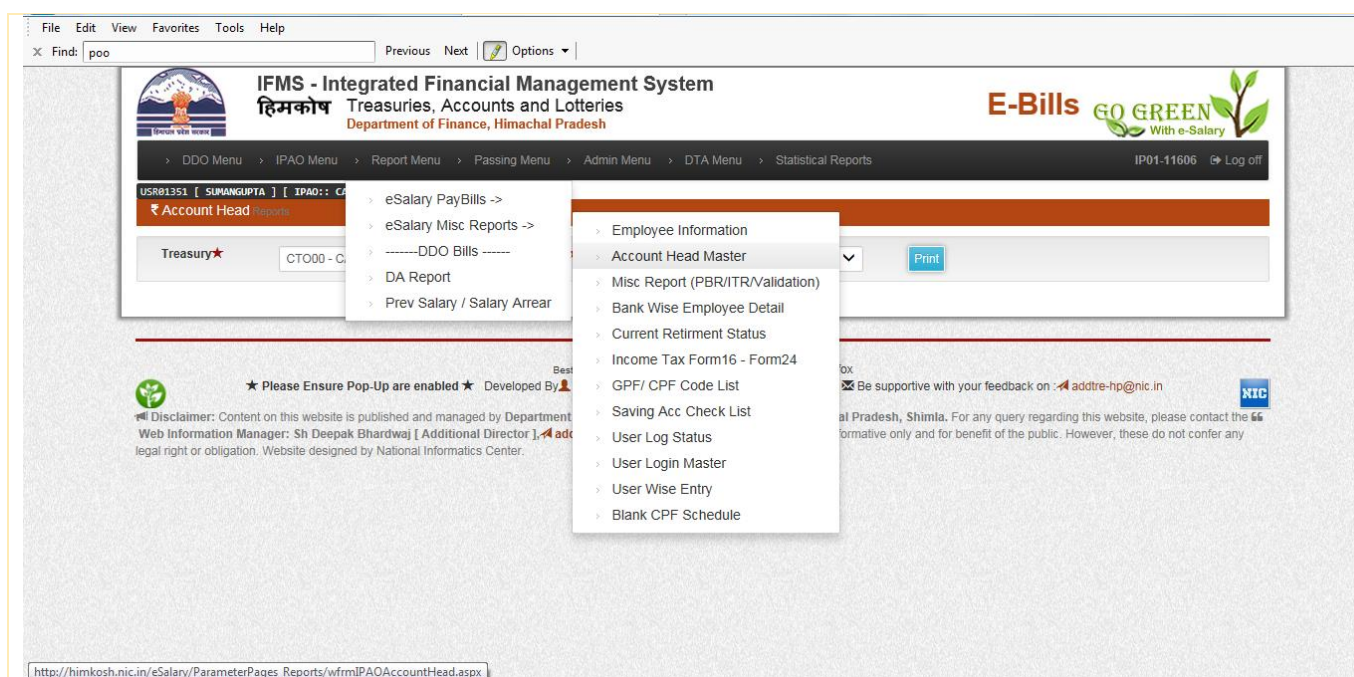 File Edit View Favorites Tools Help
x Find: poo Previous Next Options
IFMS - Integrated Financial Management System
हिमकोष Treasuries, Accounts and Lotteries
Department of Finance, Himachal Pradesh
हिमाचल प्रदेश सरकार
E-Bills GO GREEN
With e-Salary
› DDO Menu › IPAO Menu › Report Menu › Passing Menu › Admin Menu › DTA Menu › Statistical Reports IP01-11606 Log off
USR01351 [ SUMANGUPTA ] [ IPAO:: CA
₹ Account Head Reports
Treasury★ CTO00 - C Print
› eSalary PayBills ->
› eSalary Misc Reports ->
› -------DDO Bills ------
› DA Report
› Prev Salary / Salary Arrear
› Employee Information
› Account Head Master
› Misc Report (PBR/ITR/Validation)
› Bank Wise Employee Detail
› Current Retirment Status
› Income Tax Form16 - Form24
› GPF/ CPF Code List
› Saving Acc Check List
› User Log Status
› User Login Master
› User Wise Entry
› Blank CPF Schedule
Best ox
★ Please Ensure Pop-Up are enabled ★ Developed By Be supportive with your feedback on : addtre-hp@nic.in
NIC
Disclaimer: Content on this website is published and managed by Department al Pradesh, Shimla. For any query regarding this website, please contact the
Web Information Manager: Sh Deepak Bhardwaj [ Additional Director ], add ormative only and for benefit of the public. However, these do not confer any
legal right or obligation. Website designed by National Informatics Center.
http://himkosh.nic.in/eSalary/ParameterPages_Reports/wfrmIPAOAccountHead.aspx